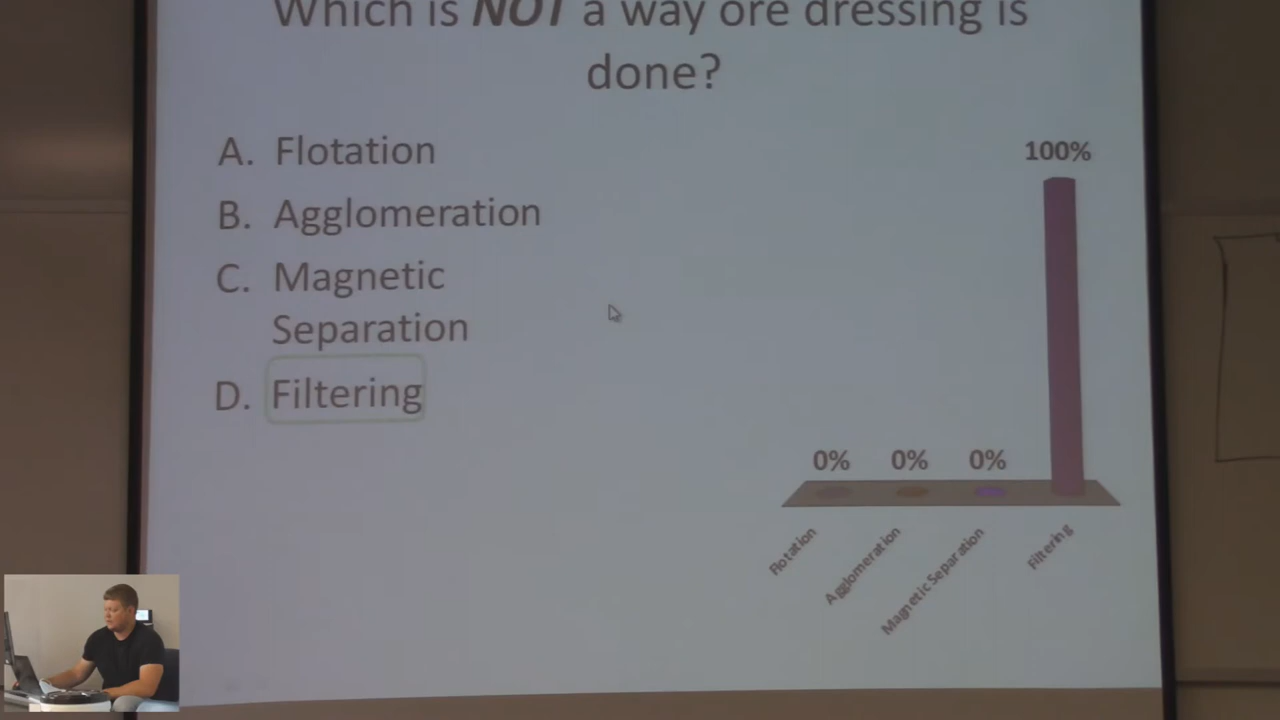 Which is NOT a way ore dressing is
done?
A. Flotation
B. Agglomeration
C. Magnetic
Separation
D. Filtering
100%
0%
0%
0%
Flotation
Agglomeration
Magnetic Separation
Filtering